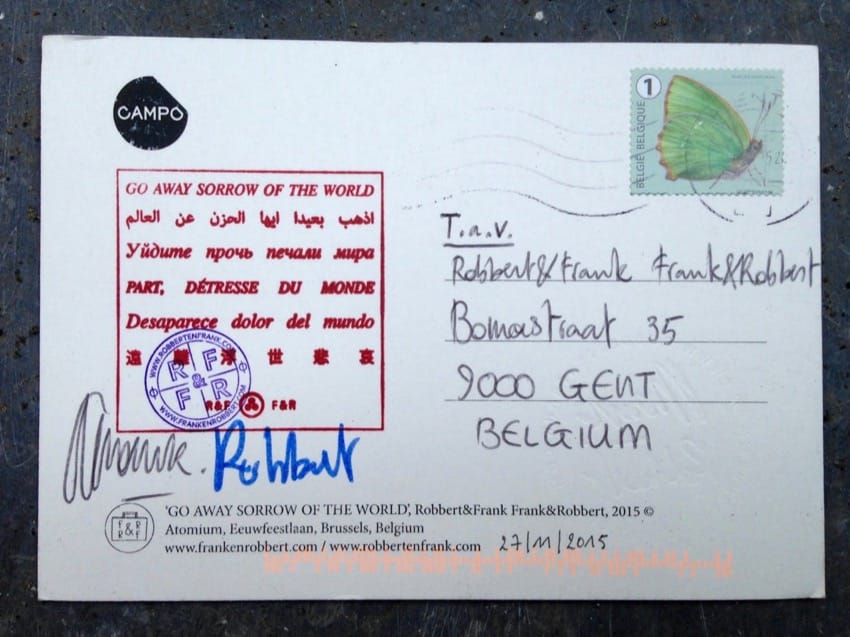 CAMPO
1
BELGIË BELGIQUE
GO AWAY SORROW OF THE WORLD
اذهب بعيدا ايها الحزن عن العالم
Уйдите прочь печали мира
PART, DÉTRESSE DU MONDE
Desaparece dolor del mundo
遠 離 浮 世 悲 哀
R&F F&R
WWW.ROBBERTENFRANK.COM
R F
&
F R
WWW.FRANKENROBBERT.COM
T.a.v.
Robbert&Frank Frank&Robbert
Bomastraat 35
9000 GENT
BELGIUM
Robbert
F&R
R&F
'GO AWAY SORROW OF THE WORLD', Robbert&Frank Frank&Robbert, 2015 ©
Atomium, Eeuwfeestlaan, Brussels, Belgium
www.frankenrobbert.com / www.robbertenfrank.com 27/11/2015